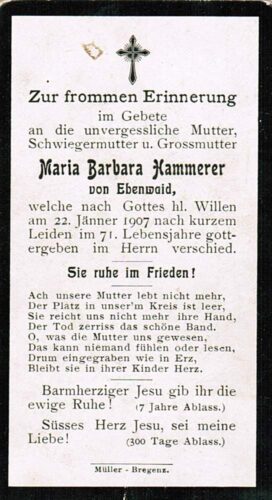 Zur frommen Erinnerung
im Gebete
an die unvergessliche Mutter,
Schwiegermutter u. Grossmutter
Maria Barbara Hammerer
von Ebenwald,
welche nach Gottes hl. Willen
am 22. Jänner 1907 nach kurzem
Leiden im 71. Lebensjahre gott-
ergeben im Herrn verschied.
Sie ruhe im Frieden!
Ach unsere Mutter lebt nicht mehr,
Der Platz in unser'm Kreis ist leer,
Sie reicht uns nicht mehr ihre Hand,
Der Tod zerriss das schöne Band.
O, was die Mutter uns gewesen,
Das kann niemand flüchtig lesen,
Drum eingegraben wie in Erz,
Bleibt sie in ihrer Kinder Herz.
Barmherziger Jesu gib ihr die
ewige Ruhe! (7 Jahre Ablass.)
Süsses Herz Jesu, sei meine
Liebe! (300 Tage Ablass.)
Müller - Bregenz.